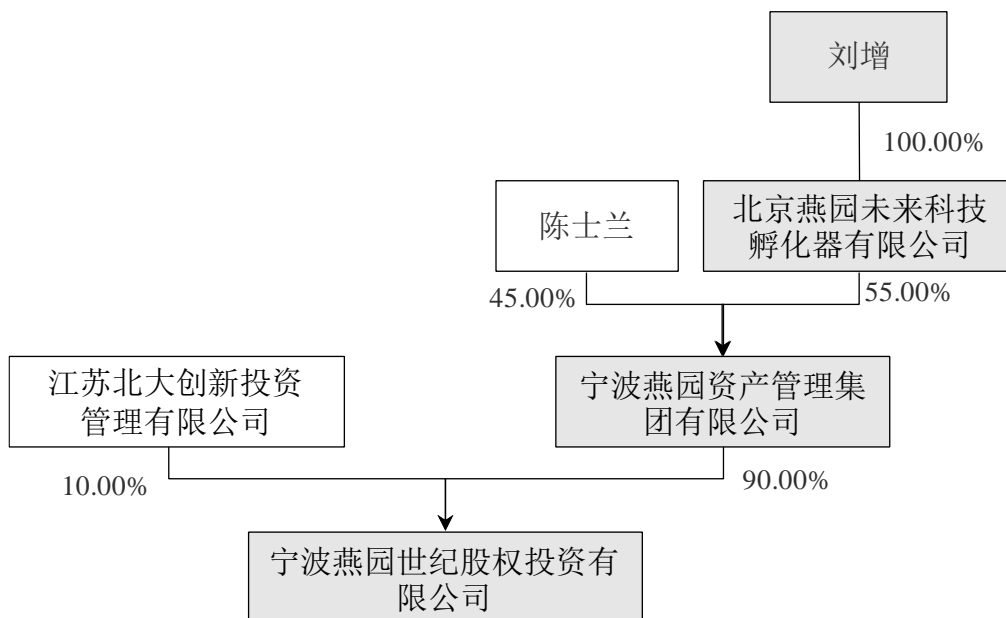 刘增
100.00%
陈士兰
北京燕园未来科技
孵化器有限公司
45.00%
55.00%
江苏北大创新投资
管理有限公司
宁波燕园资产管理集
团有限公司
10.00%
90.00%
宁波燕园世纪股权投资有
限公司